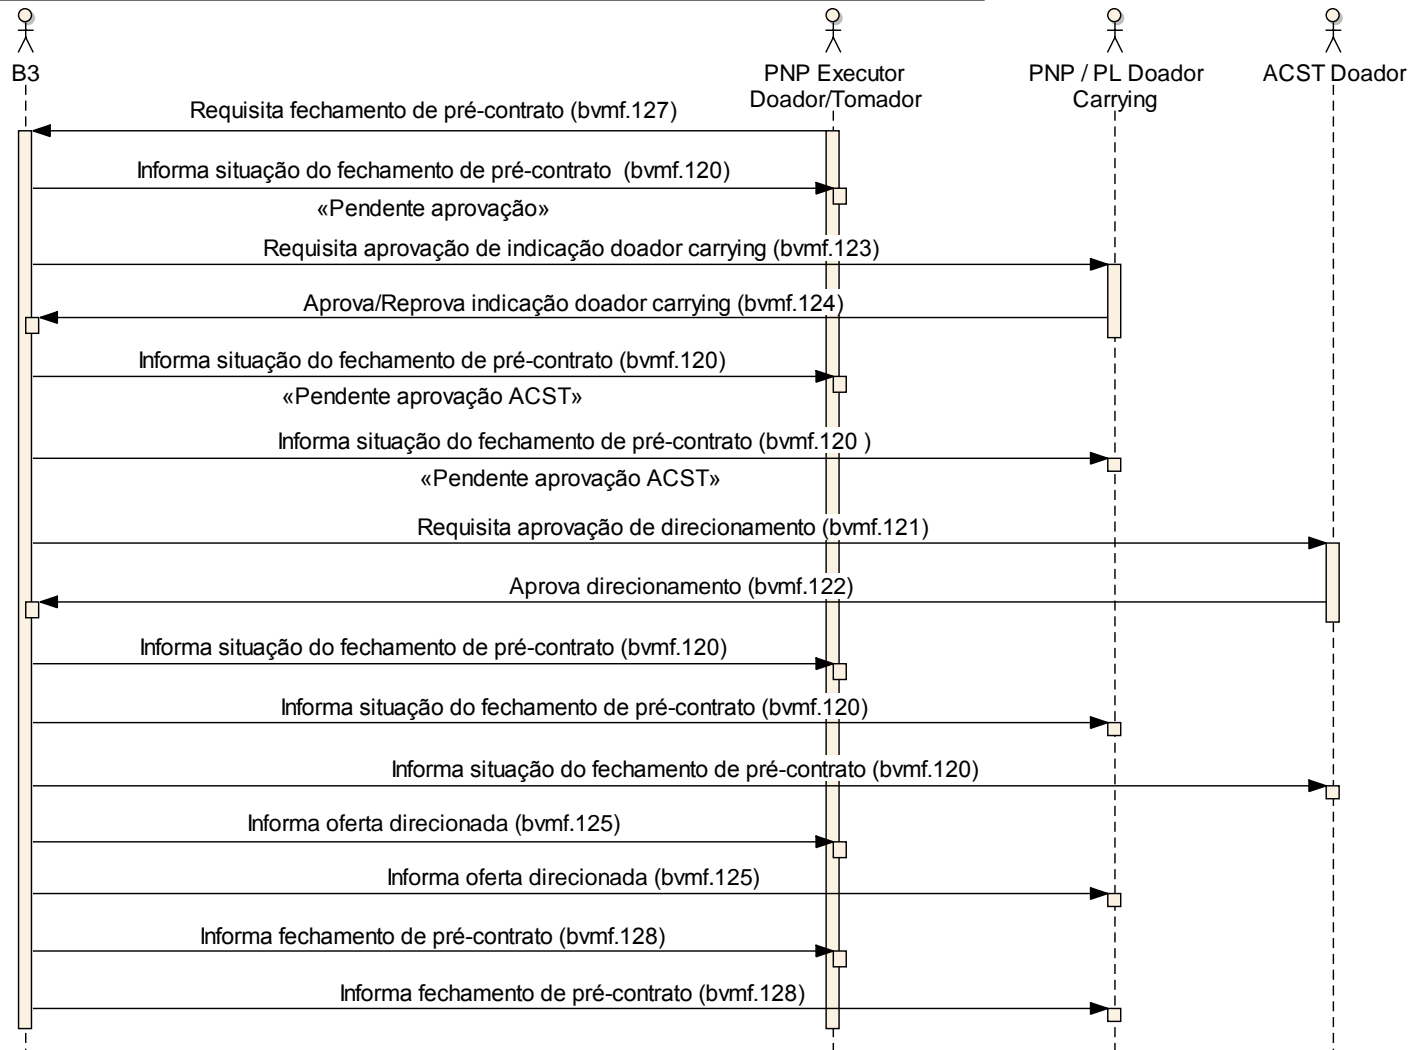 B3
PNP Executor
Doador/Tomador
PNP / PL Doador
Carrying
ACST Doador
Requisita fechamento de pré-contrato (bvmf.127)
Informa situação do fechamento de pré-contrato (bvmf.120)
«Pendente aprovação»
Requisita aprovação de indicação doador carrying (bvmf.123)
Aprova/Reprova indicação doador carrying (bvmf.124)
Informa situação do fechamento de pré-contrato (bvmf.120)
«Pendente aprovação ACST»
Informa situação do fechamento de pré-contrato (bvmf.120 )
«Pendente aprovação ACST»
Requisita aprovação de direcionamento (bvmf.121)
Aprova direcionamento (bvmf.122)
Informa situação do fechamento de pré-contrato (bvmf.120)
Informa situação do fechamento de pré-contrato (bvmf.120)
Informa situação do fechamento de pré-contrato (bvmf.120)
Informa oferta direcionada (bvmf.125)
Informa oferta direcionada (bvmf.125)
Informa fechamento de pré-contrato (bvmf.128)
Informa fechamento de pré-contrato (bvmf.128)